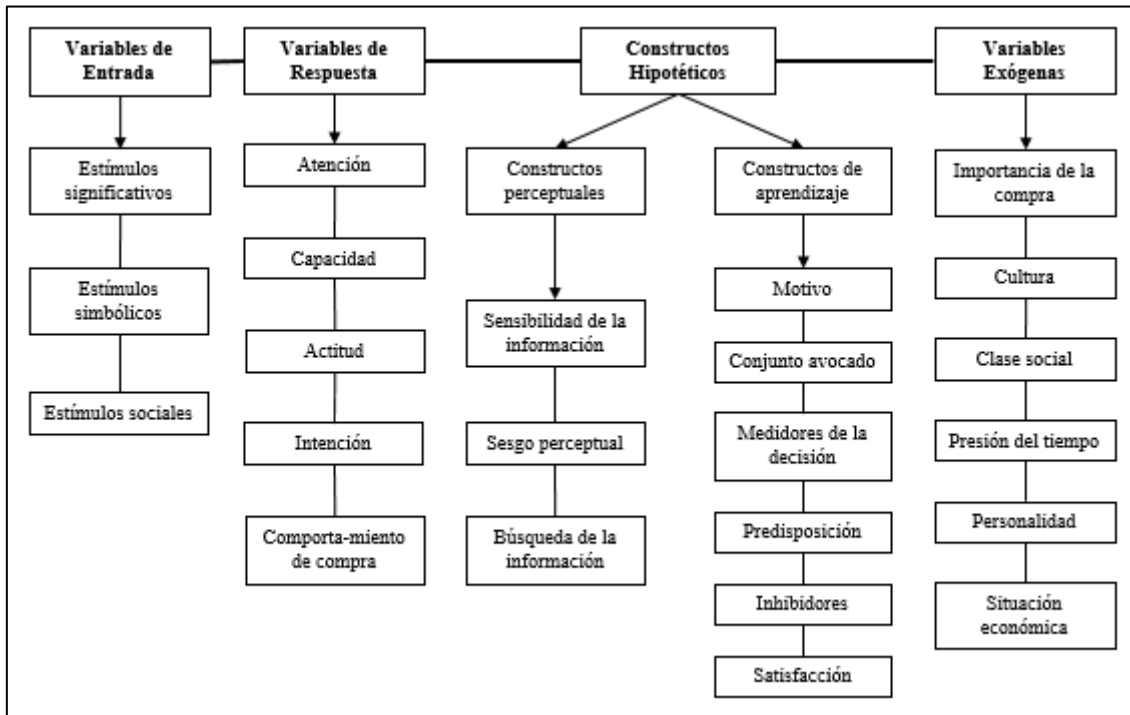 Variables de
Entrada
Variables de
Respuesta
Constructos
Hipotéticos
Variables
Exógenas
Estímulos
significativos
Estímulos
simbólicos
Estímulos sociales
Atención
Capacidad
Actitud
Intención
Comporta-miento
de compra
Constructos
perceptuales
Sensibilidad de la
información
Sesgo perceptual
Búsqueda de la
información
Constructos de
aprendizaje
Motivo
Conjunto avocado
Medidores de la
decisión
Predisposición
Inhibidores
Satisfacción
Importancia de la
compra
Cultura
Clase social
Presión del tiempo
Personalidad
Situación
económica